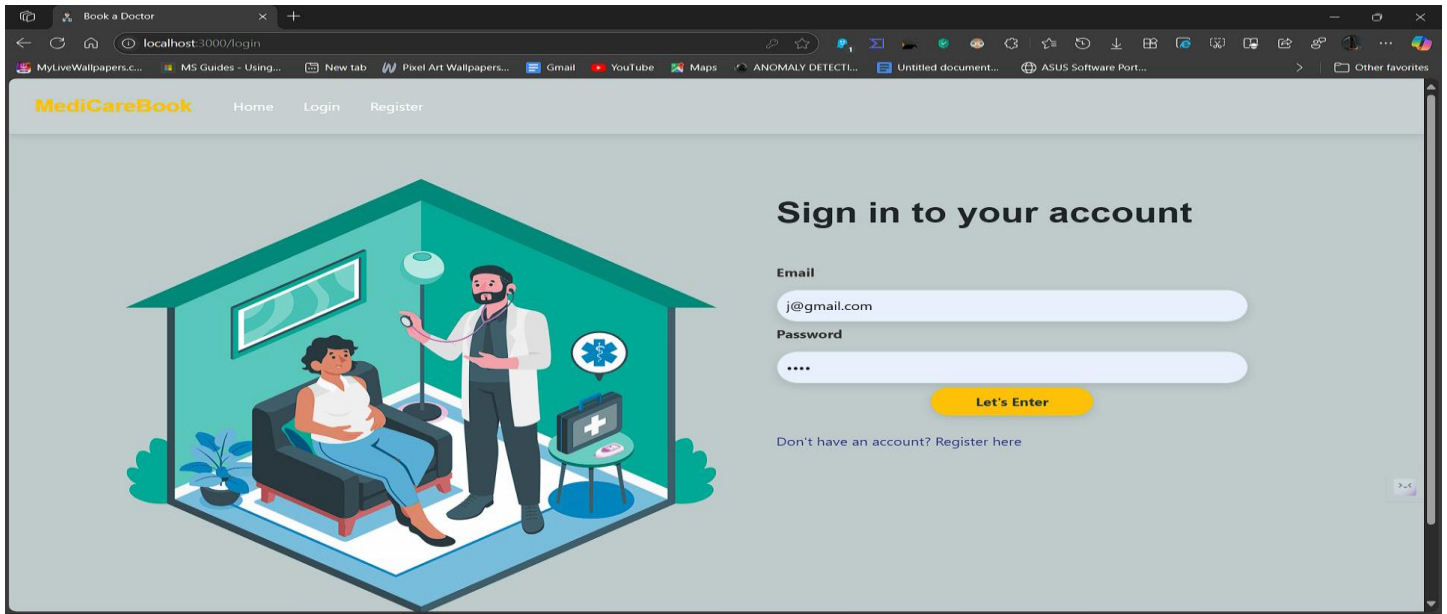 Book a Doctor
localhost:3000/login
MyLiveWallpapers.c... MS Guides - Using... New tab Pixel Art Wallpapers... Gmail YouTube Maps ANOMALY DETECTI... Untitled document... ASUS Software Port... Other favorites
MediCareBook Home Login Register
Sign in to your account
Email
j@gmail.com
Password
••••
Let's Enter
Don't have an account? Register here